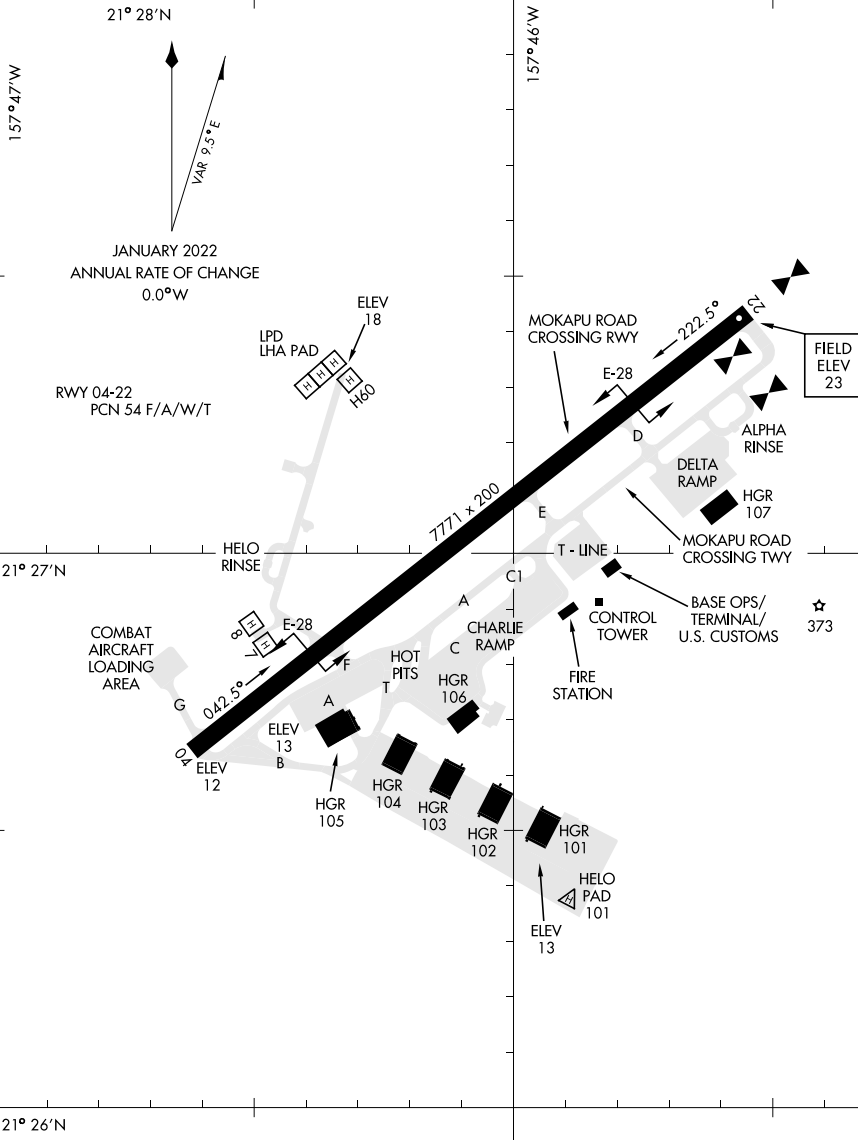 21° 28'N
157° 47'W
157° 46'W
VAR 9.5° E
JANUARY 2022
ANNUAL RATE OF CHANGE
0.0° W
ELEV
18
LPD
LHA PAD
H
H
H
H
H60
RWY 04-22
PCN 54 F/A/W/T
MOKAPU ROAD
CROSSING RWY
222.5°
22
FIELD
ELEV
23
E-28
D
ALPHA
RINSE
DELTA
RAMP
HGR
107
7771 x 200
E
MOKAPU ROAD
CROSSING TWY
HELO
RINSE
T - LINE
21° 27'N
C1
A
BASE OPS/
TERMINAL/
U.S. CUSTOMS
373
CONTROL
TOWER
FIRE
STATION
CHARLIE
RAMP
C
H
8
H
7
E-28
COMBAT
AIRCRAFT
LOADING
AREA
F
HOT
PITS
T
HGR
106
G
042.5°
A
ELEV
13
04
ELEV
12
B
HGR
105
HGR
104
HGR
103
HGR
102
HGR
101
H
HELO
PAD
101
ELEV
13
21° 26'N